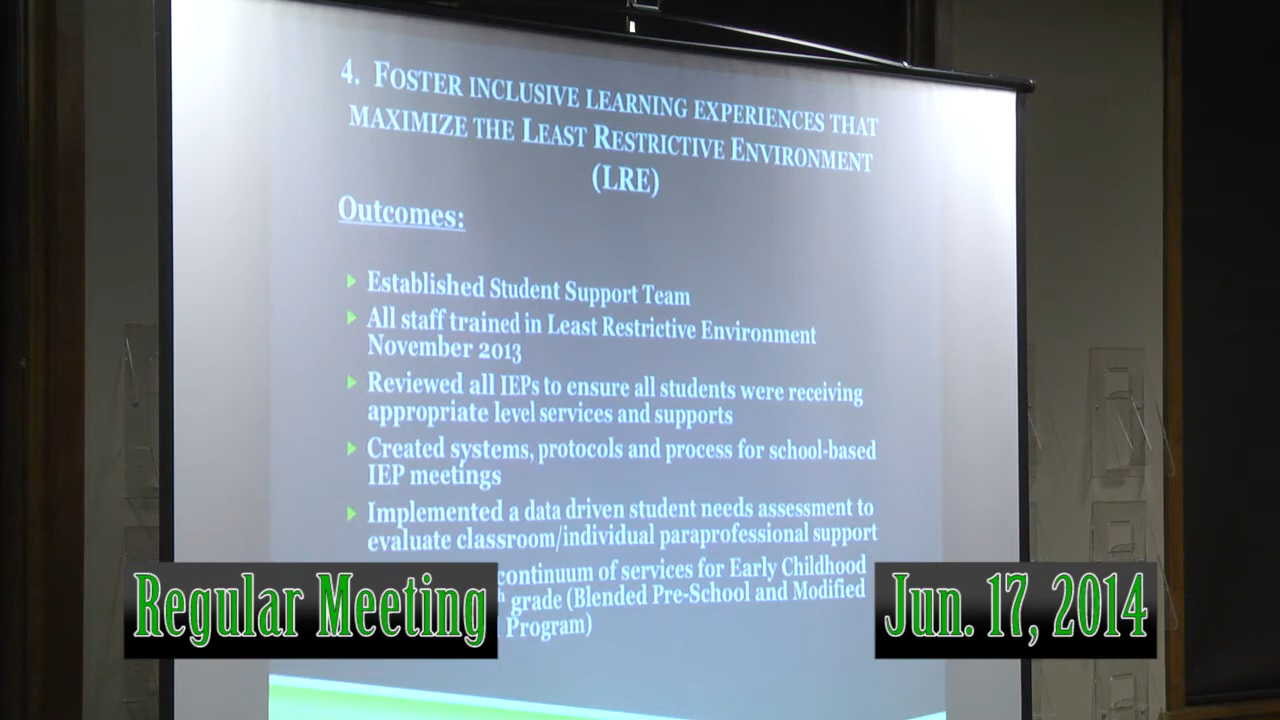 4. Foster inclusive learning experiences that
maximize the Least Restrictive Environment
(LRE)
Outcomes:
Established Student Support Team
All staff trained in Least Restrictive Environment
November 2013
Reviewed all IEPs to ensure all students were receiving
appropriate level services and supports
Created systems, protocols and process for school-based
IEP meetings
Implemented a data driven student needs assessment to
evaluate classroom/individual paraprofessional support
continuum of services for Early Childhood
grade (Blended Pre-School and Modified
Program)
Regular Meeting
Jun. 17, 2014